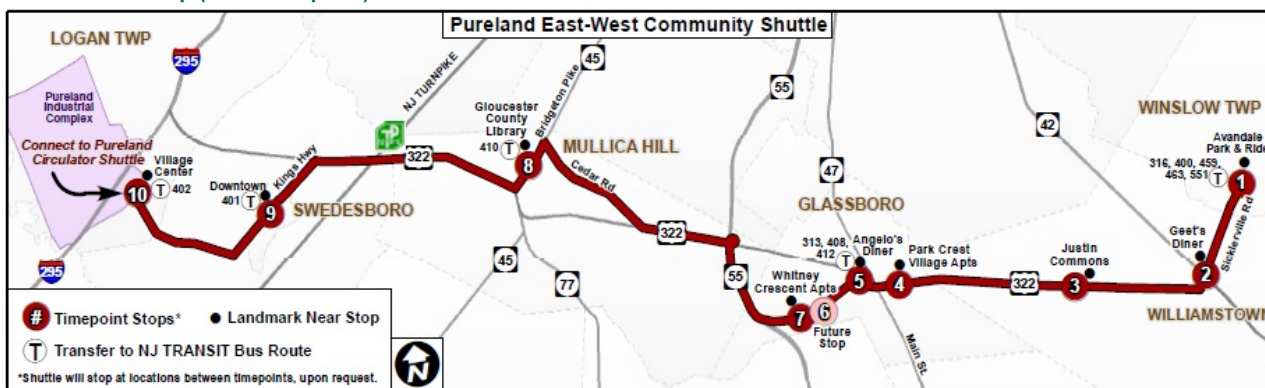 Pureland East-West Community Shuttle
LOGAN TWP
295
Pureland
Industrial
Complex
Connect to Pureland
Circulator Shuttle
Village
Center
T 402
10
295
Downtown
401 T
9
Kings Hwy
SWEDESBORO
NJ TURNPIKE
TP
322
Gloucester
County
Library
410 T
8
Bridgeton Pike
45
MULLICA HILL
Cedar Rd
45
77
322
55
55
Whitney
Crescent Apts
7
6
Future
Stop
47
GLASSBORO
313, 408,
412 T
Angelo's
Diner
5
Park Crest
Village Apts
4
Main St.
322
Justin
Commons
3
42
WINSLOW TWP
Avandale
Park & Ride
316, 400, 459,
463, 551 T
1
Sicklerville Rd
Geet's
Diner
2
WILLIAMSTOWN
# Timepoint Stops*
Landmark Near Stop
T Transfer to NJ TRANSIT Bus Route
*Shuttle will stop at locations between timepoints, upon request.
N